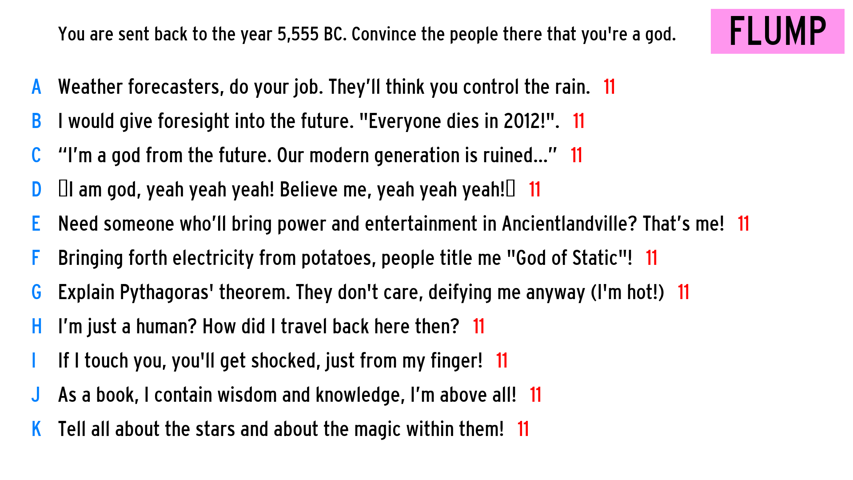 You are sent back to the year 5,555 BC. Convince the people there that you're a god.
FLUMP
A Weather forecasters, do your job. They’ll think you control the rain. 11
B I would give foresight into the future. "Everyone dies in 2012!". 11
C “I’m a god from the future. Our modern generation is ruined...” 11
D ▯I am god, yeah yeah yeah! Believe me, yeah yeah yeah!▯ 11
E Need someone who’ll bring power and entertainment in Ancientlandville? That’s me! 11
F Bringing forth electricity from potatoes, people title me "God of Static"! 11
G Explain Pythagoras' theorem. They don't care, deifying me anyway (I'm hot!) 11
H I’m just a human? How did I travel back here then? 11
I If I touch you, you'll get shocked, just from my finger! 11
J As a book, I contain wisdom and knowledge, I’m above all! 11
K Tell all about the stars and about the magic within them! 11